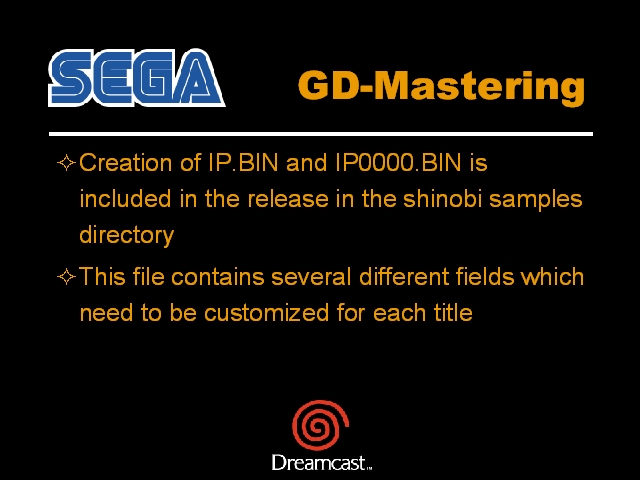 SEGA
GD-Mastering
Creation of IP.BIN and IP0000.BIN is
included in the release in the shinobi samples
directory
This file contains several different fields which
need to be customized for each title
Dreamcast™